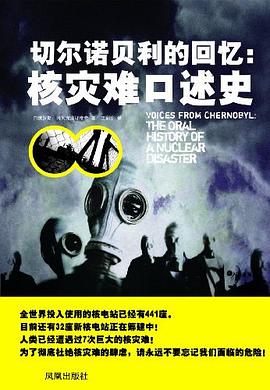 切尔诺贝利的回忆:
核灾难口述史
VOICES FROM CHERNOBYL:
THE ORAL
HISTORY OF
A NUCLEAR
DISASTER
全世界投入使用的核电站已经有441座。
目前还有32座新核电站正在筹建中!
人类已经遭遇过7次巨大的核灾难!
为了彻底杜绝核灾难的肆虐,请永远不要忘记我们面临的危险!
凤凰出版社